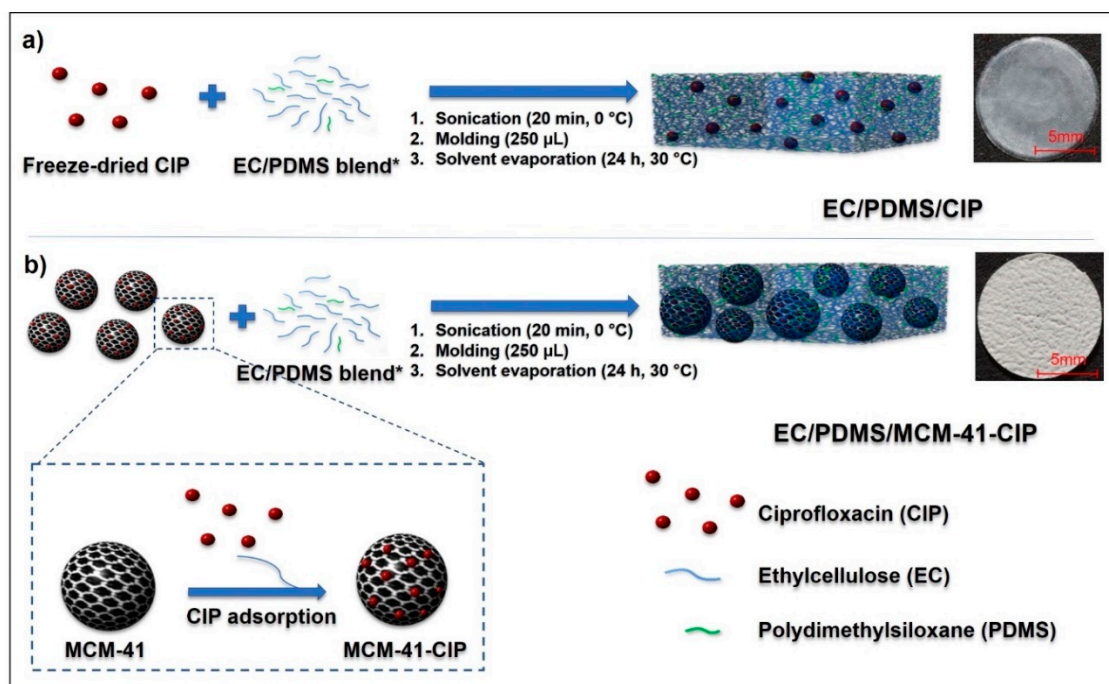 a)
Freeze-dried CIP
EC/PDMS blend*
1. Sonication (20 min, 0 °C)
2. Molding (250 µL)
3. Solvent evaporation (24 h, 30 °C)
5mm
EC/PDMS/CIP
b)
EC/PDMS blend*
1. Sonication (20 min, 0 °C)
2. Molding (250 µL)
3. Solvent evaporation (24 h, 30 °C)
5mm
EC/PDMS/MCM-41-CIP
MCM-41
CIP adsorption
MCM-41-CIP
Ciprofloxacin (CIP)
Ethylcellulose (EC)
Polydimethylsiloxane (PDMS)